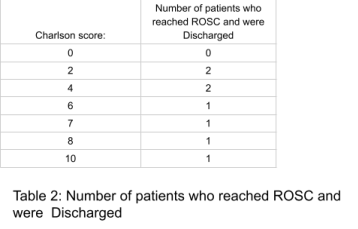 Charlson score: Number of patients who reached ROSC and were Discharged
0 0
2 2
4 2
6 1
7 1
8 1
10 1
Table 2: Number of patients who reached ROSC and
were Discharged